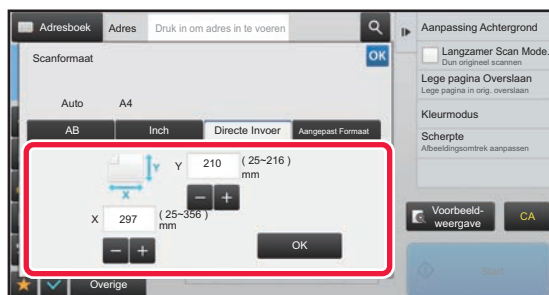 Adresboek Adres Druk in om adres in te voeren
Scanformaat
OK
Auto A4
AB Inch Directe Invoer Aangepast Formaat
Y
Y 210 ( 25~216 )
mm
X
X 297 ( 25~356 )
mm
OK
Overige
Aanpassing Achtergrond
Langzamer Scan Mode.
Dun origineel scannen
Lege pagina Overslaan
Lege pagina in orig. overslaan
Kleurmodus
Scherpte
Afbeeldingsomtrek aanpassen
Voorbeeld-
weergave
CA
Start